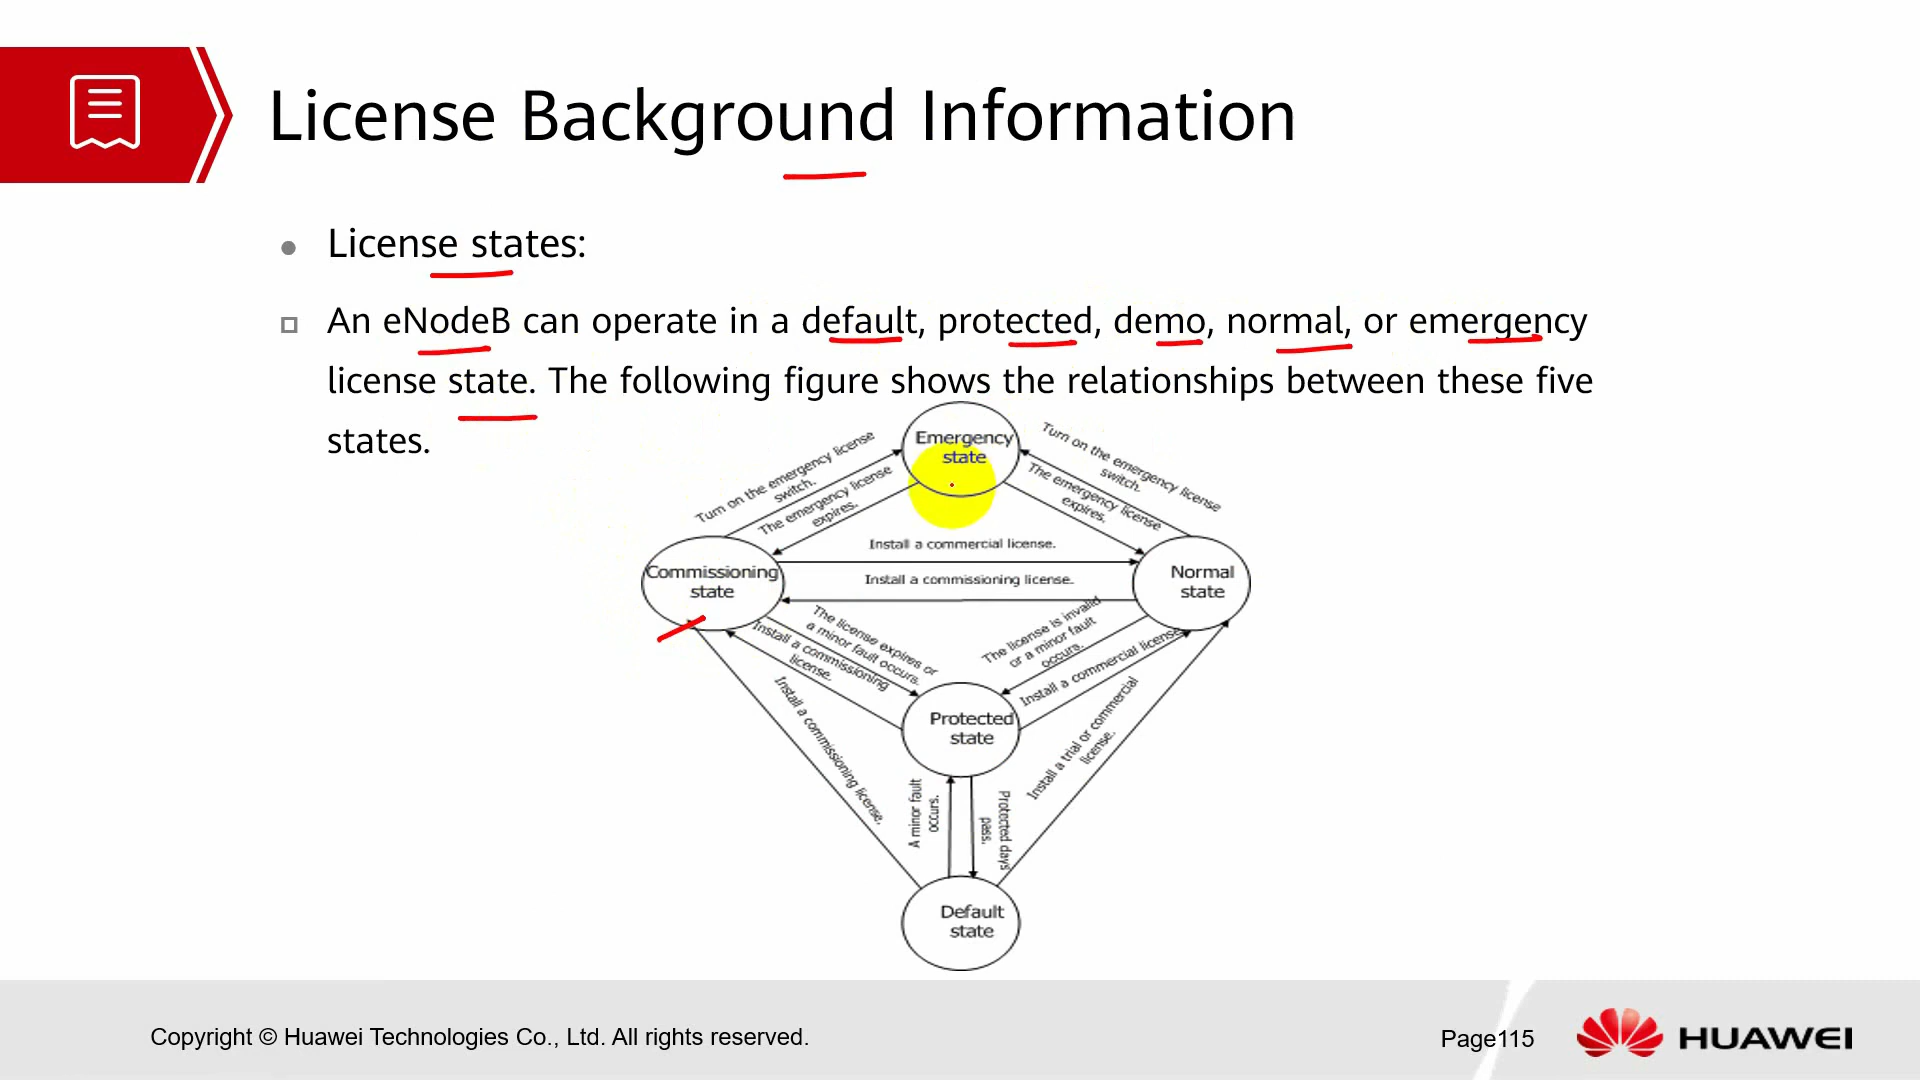 License Background Information
License states:
An eNodeB can operate in a default, protected, demo, normal, or emergency
license state. The following figure shows the relationships between these five
states.
Emergency
state
Turn on the emergency license
switch.
The emergency license
expires.
Turn on the emergency license
switch.
The emergency license
expires.
Install a commercial license.
Commissioning
state
Install a commissioning license.
Normal
state
The license expires or
a minor fault occurs.
Install a commissioning
license.
The license is invalid
or a minor fault
occurs.
Install a commercial license.
Protected
state
Install a commissioning license.
Install a trial or commercial
license.
A minor fault
occurs.
Protected days
pass.
Default
state
Copyright © Huawei Technologies Co., Ltd. All rights reserved.
Page115
HUAWEI